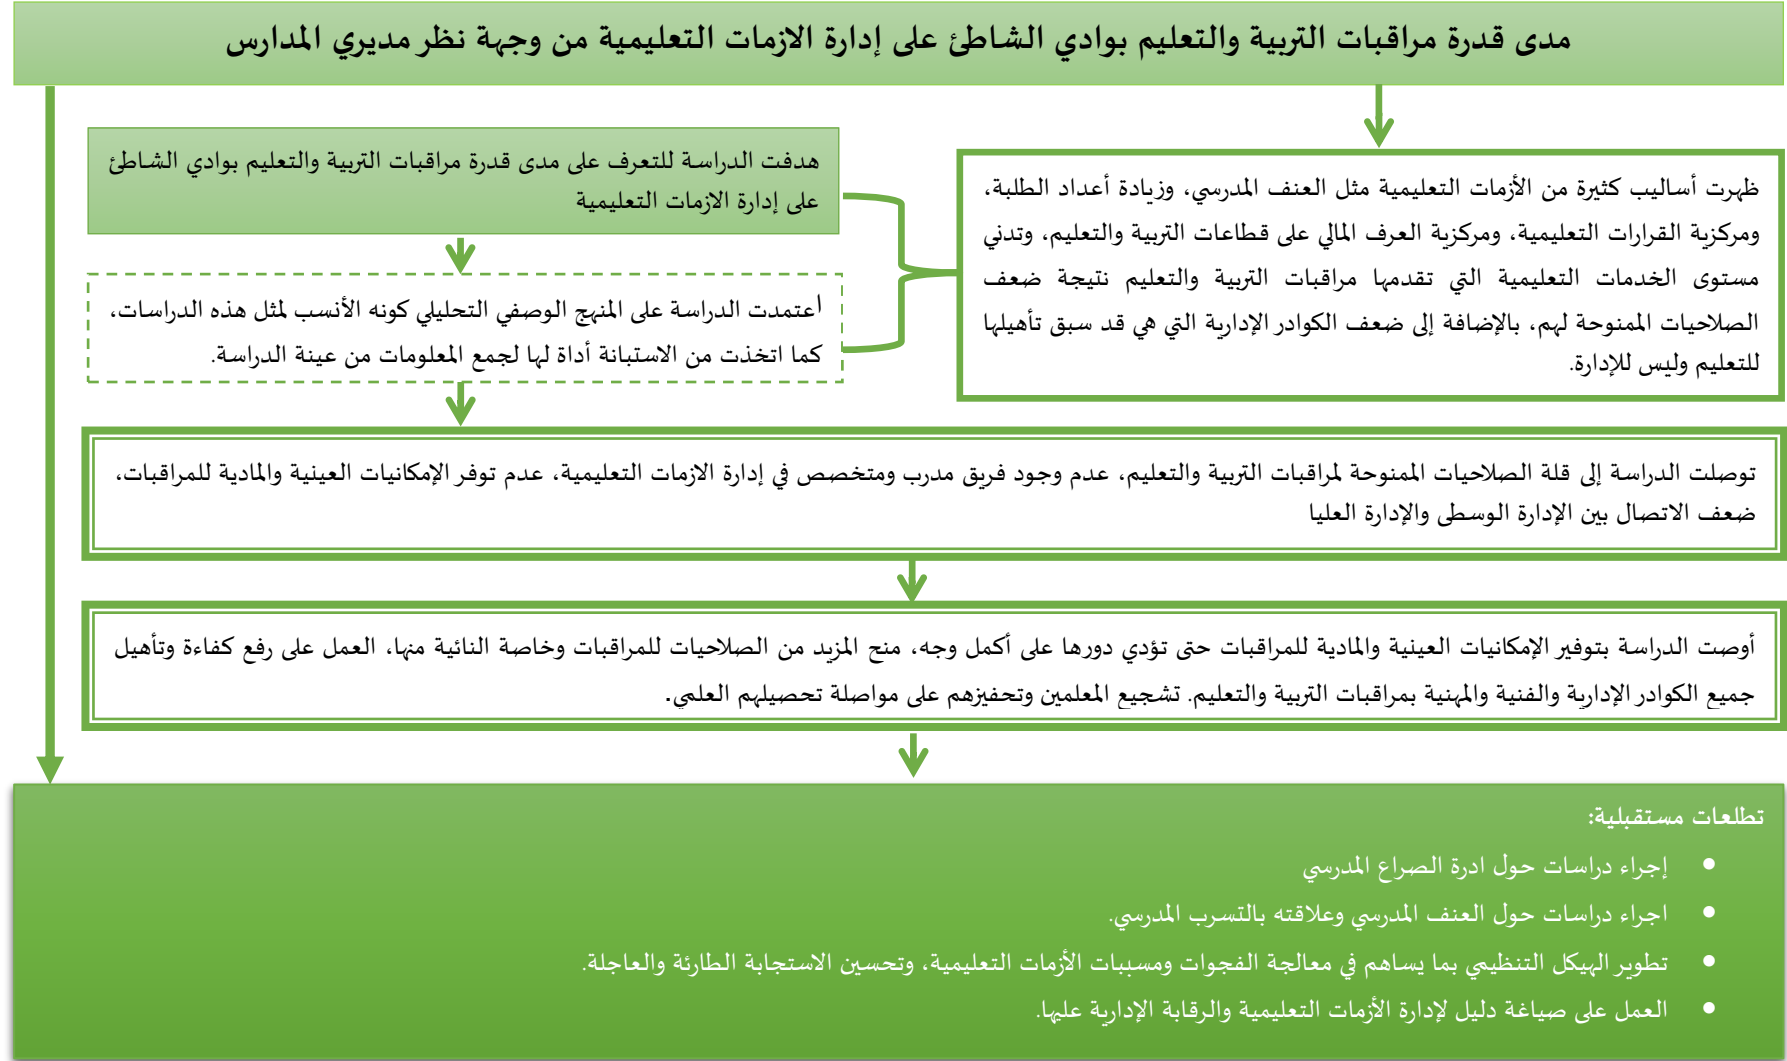 مدى قدرة مراقبات التربية والتعليم بوادي الشاطئ على إدارة الازمات التعليمية من وجهة نظر مديري المدارس
ظهرت أساليب كثيرة من الأزمات التعليمية مثل العنف المدرسي، وزيادة أعداد الطلبة،
ومركزية القرارات التعليمية، ومركزية العرف المالي على قطاعات التربية والتعليم، وتدني
مستوى الخدمات التعليمية التي تقدمها مراقبات التربية والتعليم نتيجة ضعف
الصلاحيات الممنوحة لهم، بالإضافة إلى ضعف الكوادر الإدارية التي هي قد سبق تأهيلها
للتعليم وليس للإدارة.
هدفت الدراسة للتعرف على مدى قدرة مراقبات التربية والتعليم بوادي الشاطئ
على إدارة الازمات التعليمية
أعتمدت الدراسة على المنهج الوصفي التحليلي كونه الأنسب لمثل هذه الدراسات،
كما اتخذت من الاستبانة أداة لها لجمع المعلومات من عينة الدراسة.
توصلت الدراسة إلى قلة الصلاحيات الممنوحة لمراقبات التربية والتعليم، عدم وجود فريق مدرب ومتخصص في إدارة الازمات التعليمية، عدم توفر الإمكانيات العينية والمادية للمراقبات،
ضعف الاتصال بين الإدارة الوسطى والإدارة العليا
أوصت الدراسة بتوفير الإمكانيات العينية والمادية للمراقبات حتى تؤدي دورها على أكمل وجه، منح المزيد من الصلاحيات للمراقبات وخاصة النائية منها، العمل على رفع كفاءة وتأهيل
جميع الكوادر الإدارية والفنية والمهنية بمراقبات التربية والتعليم. تشجيع المعلمين وتحفيزهم على مواصلة تحصيلهم العلمي.
تطلعات مستقبلية:
• إجراء دراسات حول ادرة الصراع المدرسي
• اجراء دراسات حول العنف المدرسي وعلاقته بالتسرب المدرسي.
• تطوير الهيكل التنظيمي بما يساهم في معالجة الفجوات ومسببات الأزمات التعليمية، وتحسين الاستجابة الطارئة والعاجلة.
• العمل على صياغة دليل لإدارة الأزمات التعليمية والرقابة الإدارية عليها.